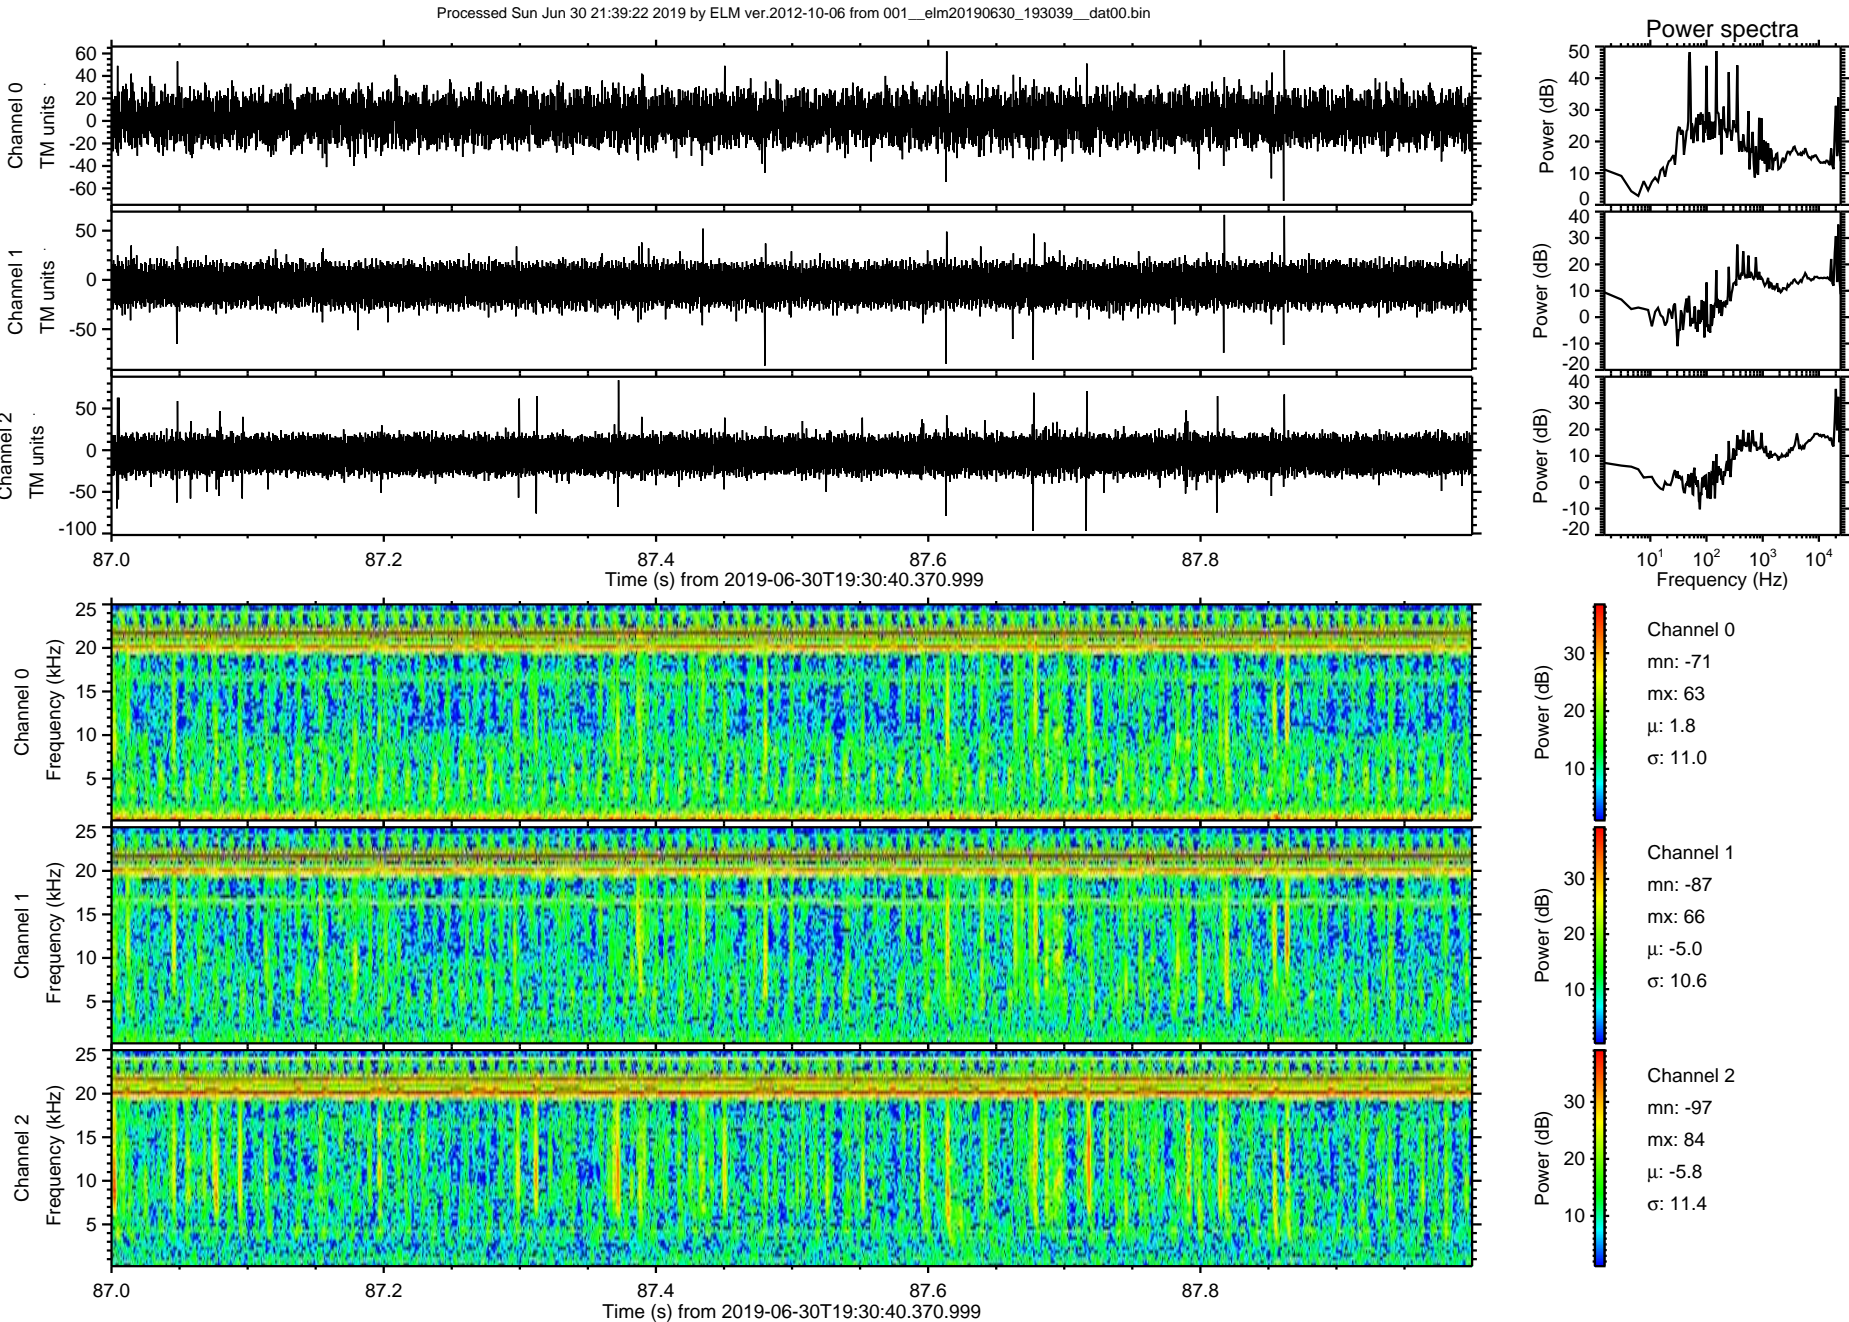 Processed Sun Jun 30 21:39:22 2019 by ELM ver.2012-10-06 from 001__elm20190630_193039__dat00.bin
Power spectra
Channel 0
TM units
60
40
20
0
-20
-40
-60
Power (dB)
50
40
30
20
10
0
Channel 1
TM units
50
0
-50
Power (dB)
40
30
20
10
0
-10
-20
Channel 2
TM units
50
0
-50
-100
Power (dB)
40
30
20
10
0
-10
-20
87.0 87.2 87.4 87.6 87.8
Time (s) from 2019-06-30T19:30:40.370.999
10^1 10^2 10^3 10^4
Frequency (Hz)
Channel 0
Frequency (kHz)
25
20
15
10
5
Power (dB)
30
20
10
Channel 0
mn: -71
mx: 63
μ: 1.8
σ: 11.0
Channel 1
Frequency (kHz)
25
20
15
10
5
Power (dB)
30
20
10
Channel 1
mn: -87
mx: 66
μ: -5.0
σ: 10.6
Channel 2
Frequency (kHz)
25
20
15
10
5
Power (dB)
30
20
10
Channel 2
mn: -97
mx: 84
μ: -5.8
σ: 11.4
87.0 87.2 87.4 87.6 87.8
Time (s) from 2019-06-30T19:30:40.370.999